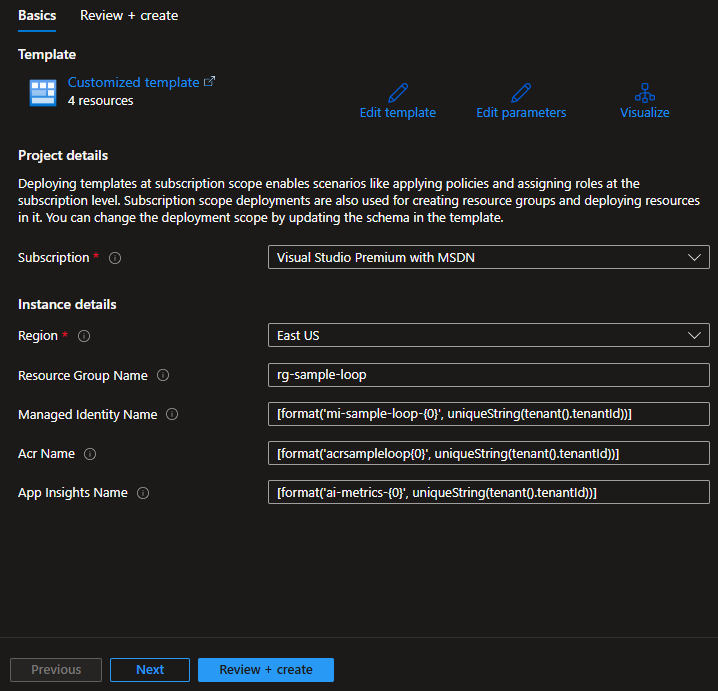 Basics Review + create
Template
Customized template
4 resources
Edit template Edit parameters Visualize
Project details
Deploying templates at subscription scope enables scenarios like applying policies and assigning roles at the
subscription level. Subscription scope deployments are also used for creating resource groups and deploying resources
in it. You can change the deployment scope by updating the schema in the template.
Subscription * Visual Studio Premium with MSDN
Instance details
Region * East US
Resource Group Name rg-sample-loop
Managed Identity Name [format('mi-sample-loop-{0}', uniqueString(tenant().tenantId))]
Acr Name [format('acrsampleloop{0}', uniqueString(tenant().tenantId))]
App Insights Name [format('ai-metrics-{0}', uniqueString(tenant().tenantId))]
Previous Next Review + create